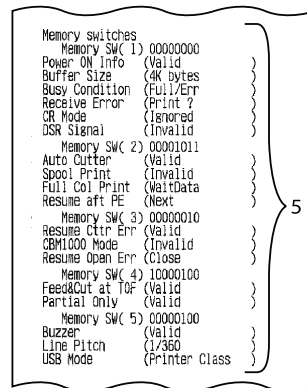 Memory switches
Memory SW( 1) 00000000
Power ON Info (Valid )
Buffer Size (4K bytes )
Busy Condition (Full/Err )
Receive Error (Print ? )
CR Mode (Ignored )
DSR Signal (Invalid )
Memory SW( 2) 00001011
Auto Cutter (Valid )
Spool Print (Invalid )
Full Col Print (WaitData )
Resume aft PE (Next )
Memory SW( 3) 00000010
Resume Cttr Err (Valid )
CBM1000 Mode (Invalid )
Resume Open Err (Close )
Memory SW( 4) 10000100
Feed&Cut at TOF (Valid )
Partial Only (Valid )
Memory SW( 5) 00000100
Buzzer (Valid )
Line Pitch (1/360 )
USB Mode (Printer Class )
5